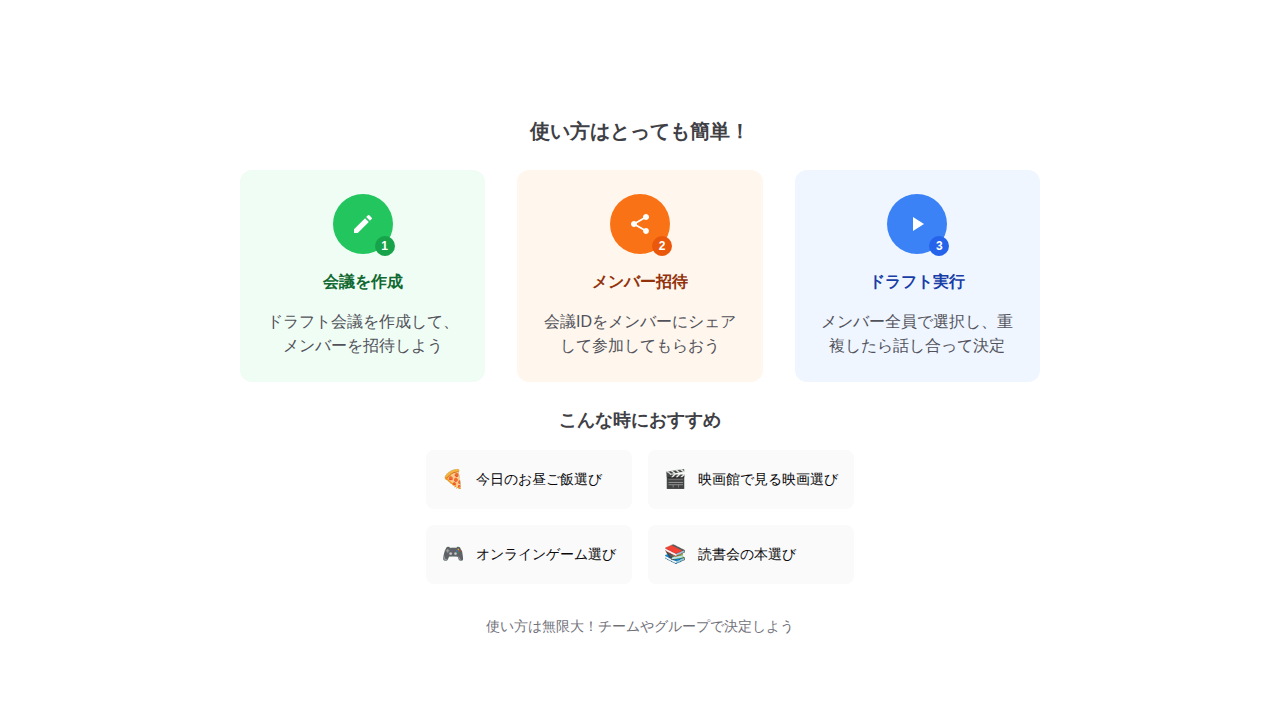 使い方はとっても簡単！
1
会議を作成
ドラフト会議を作成して、
メンバーを招待しよう
2
メンバー招待
会議IDをメンバーにシェア
して参加してもらおう
3
ドラフト実行
メンバー全員で選択し、重
複したら話し合って決定
こんな時におすすめ
🍕 今日のお昼ご飯選び
🎬 映画館で見る映画選び
🎮 オンラインゲーム選び
📚 読書会の本選び
使い方は無限大！チームやグループで決定しよう